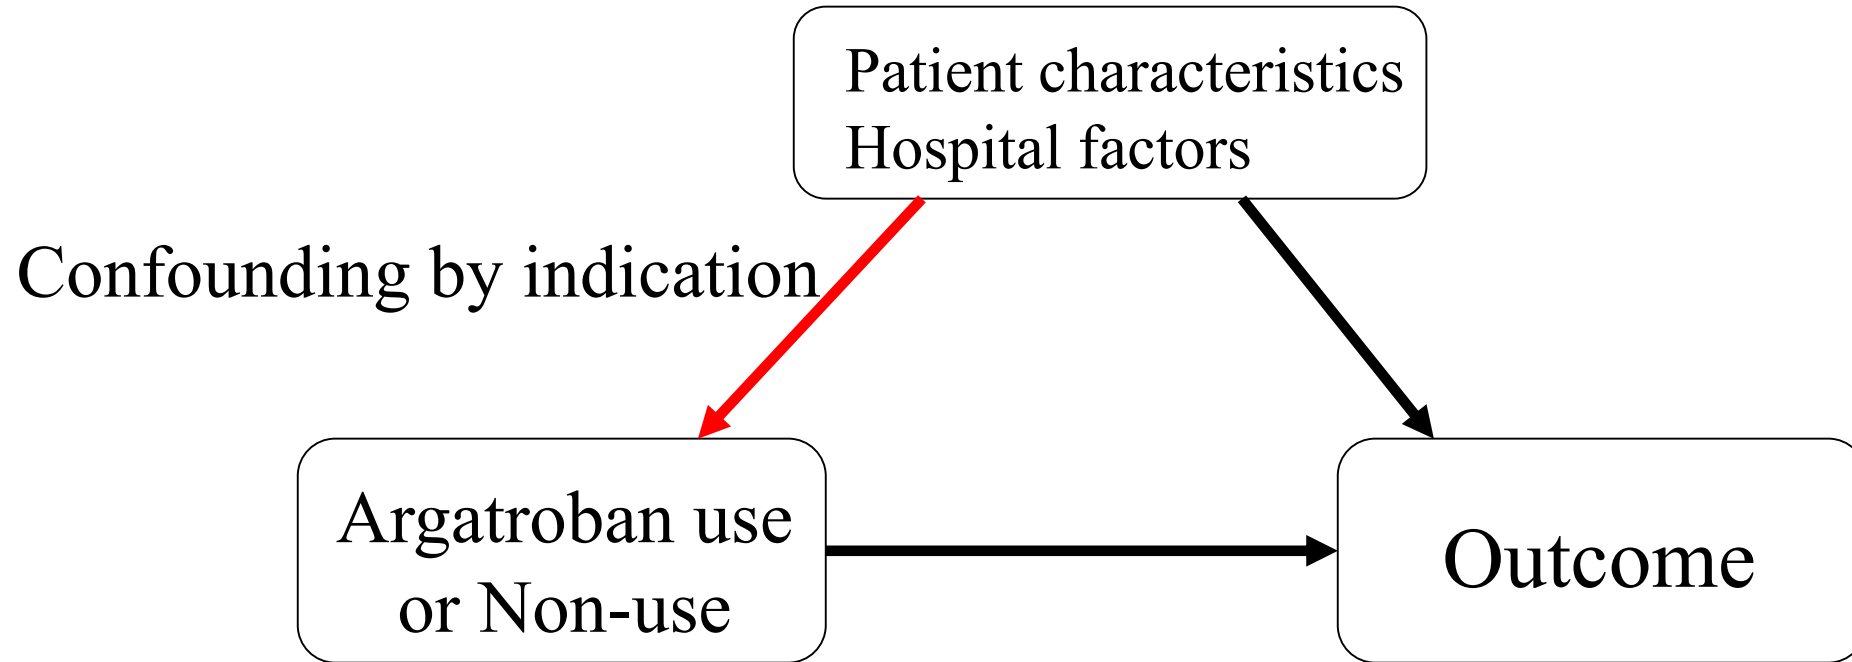 Patient characteristics
Hospital factors
Confounding by indication
Argatroban use
or Non-use
Outcome